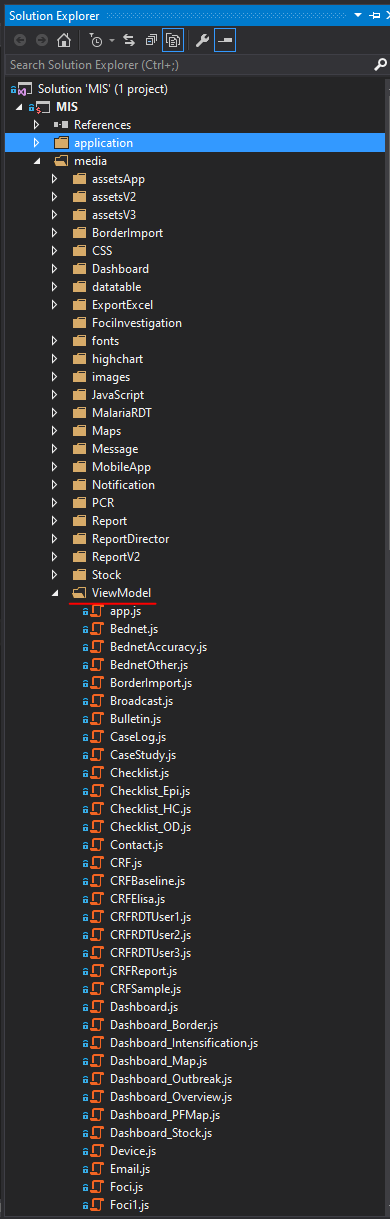 Solution Explorer
Search Solution Explorer (Ctrl+;)
Solution 'MIS' (1 project)
MIS
References
application
media
assetsApp
assetsV2
assetsV3
BorderImport
CSS
Dashboard
datatable
ExportExcel
FociInvestigation
fonts
highchart
images
JavaScript
MalariaRDT
Maps
Message
MobileApp
Notification
PCR
Report
ReportDirector
ReportV2
Stock
ViewModel
app.js
Bednet.js
BednetAccuracy.js
BednetOther.js
BorderImport.js
Broadcast.js
Bulletin.js
CaseLog.js
CaseStudy.js
Checklist.js
Checklist_Epi.js
Checklist_HC.js
Checklist_OD.js
Contact.js
CRF.js
CRFBaseline.js
CRFElisa.js
CRFRDTUser1.js
CRFRDTUser2.js
CRFRDTUser3.js
CRFReport.js
CRFSample.js
Dashboard.js
Dashboard_Border.js
Dashboard_Intensification.js
Dashboard_Map.js
Dashboard_Outbreak.js
Dashboard_Overview.js
Dashboard_PFMap.js
Dashboard_Stock.js
Device.js
Email.js
Foci.js
Foci1.js